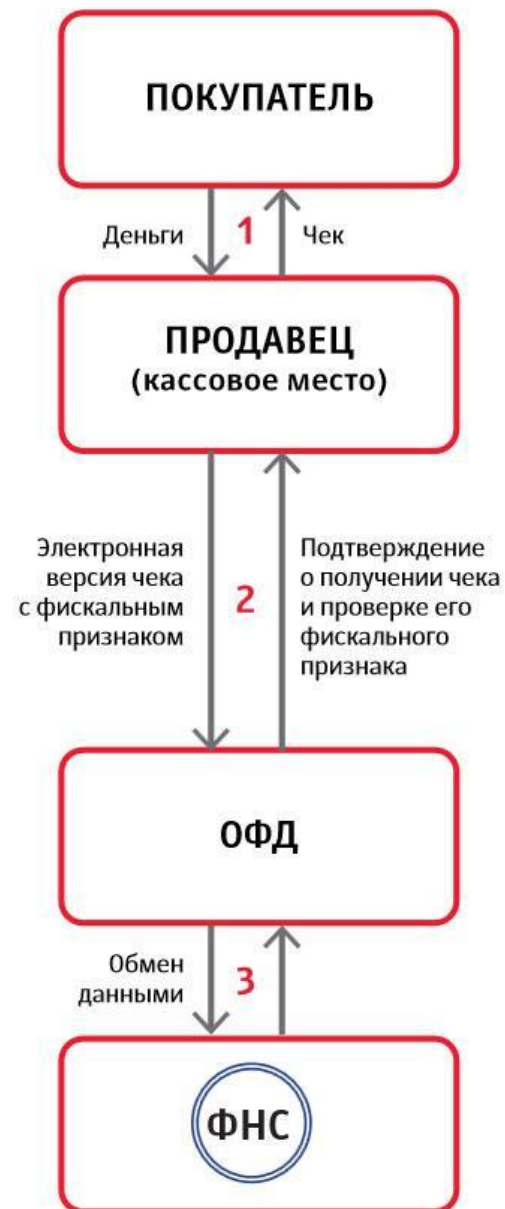 ПОКУПАТЕЛЬ
Деньги
1
Чек
ПРОДАВЕЦ
(кассовое место)
Электронная
версия чека
с фискальным
признаком
2
Подтверждение
о получении чека
и проверке его
фискального
признака
ОФД
Обмен
данными
3
ФНС